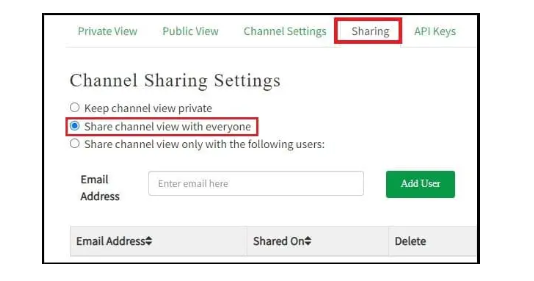 Private View Public View Channel Settings Sharing API Keys
Channel Sharing Settings
Keep channel view private
Share channel view with everyone
Share channel view only with the following users:
Email
Address
Enter email here
Add User
Email Address Shared On Delete